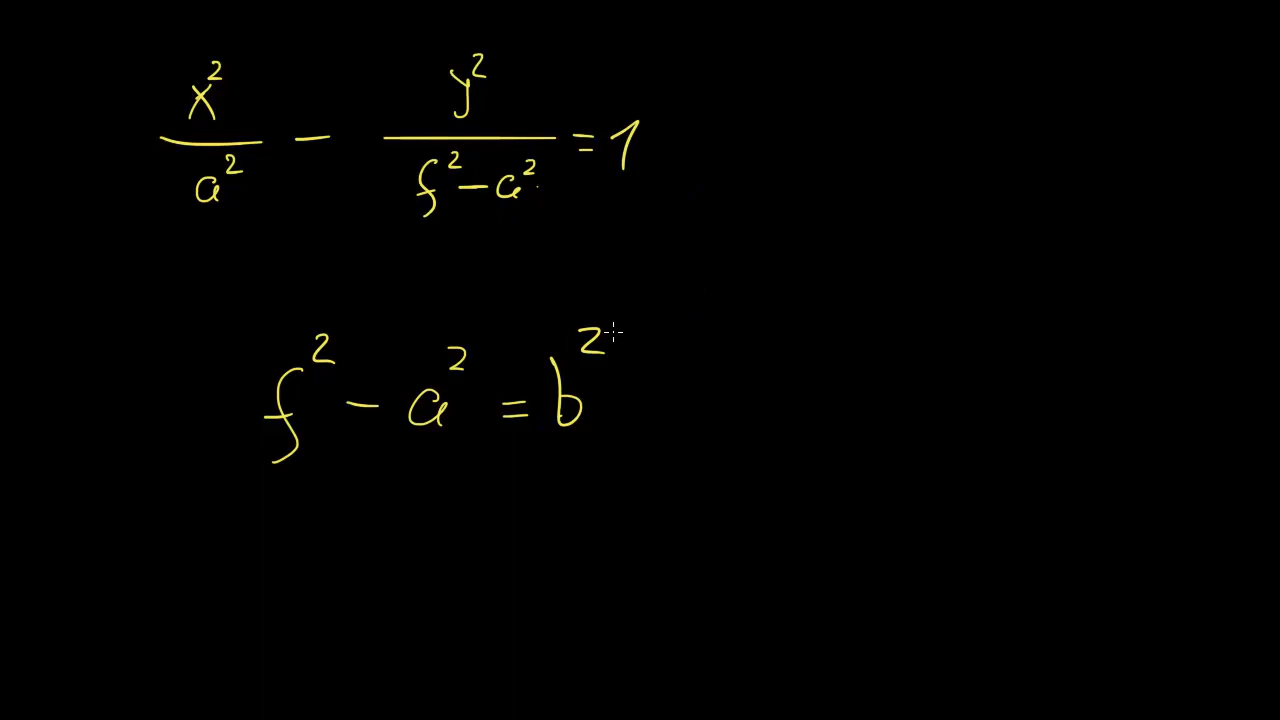 x²/a² - y²/(f² - a²) = 1
f² - a² = b²